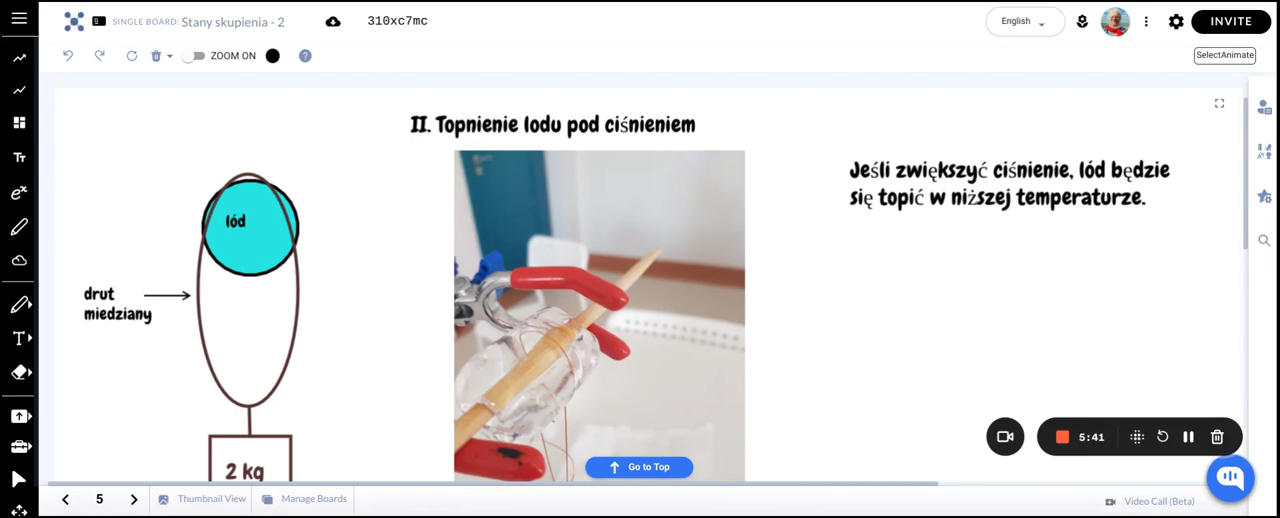 SINGLE BOARD: Stany skupienia - 2
310xc7mc
English
INVITE
ZOOM ON
SelectAnimate
II. Topnienie lodu pod ciśnieniem
Jeśli zwiększyć ciśnienie, lód będzie
się topić w niższej temperaturze.
lód
drut
miedziany
2 kg
5:41
Go to Top
5
Thumbnail View
Manage Boards
Video Call (Beta)